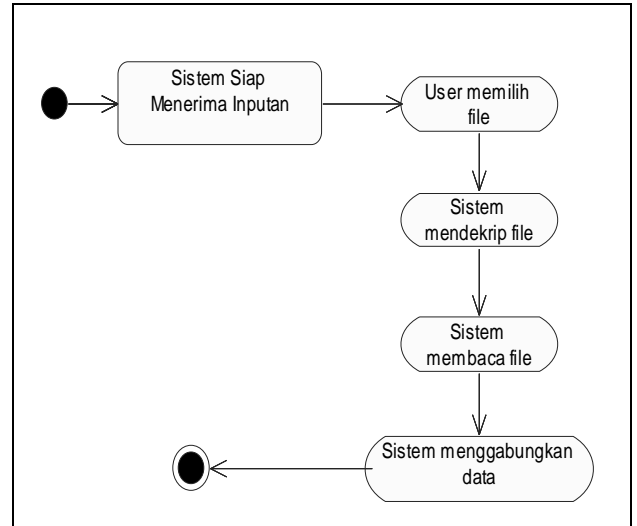 Sistem Siap
Menerima Inputan
User memilih
file
Sistem
mendekrip file
Sistem
membaca file
Sistem menggabungkan
data